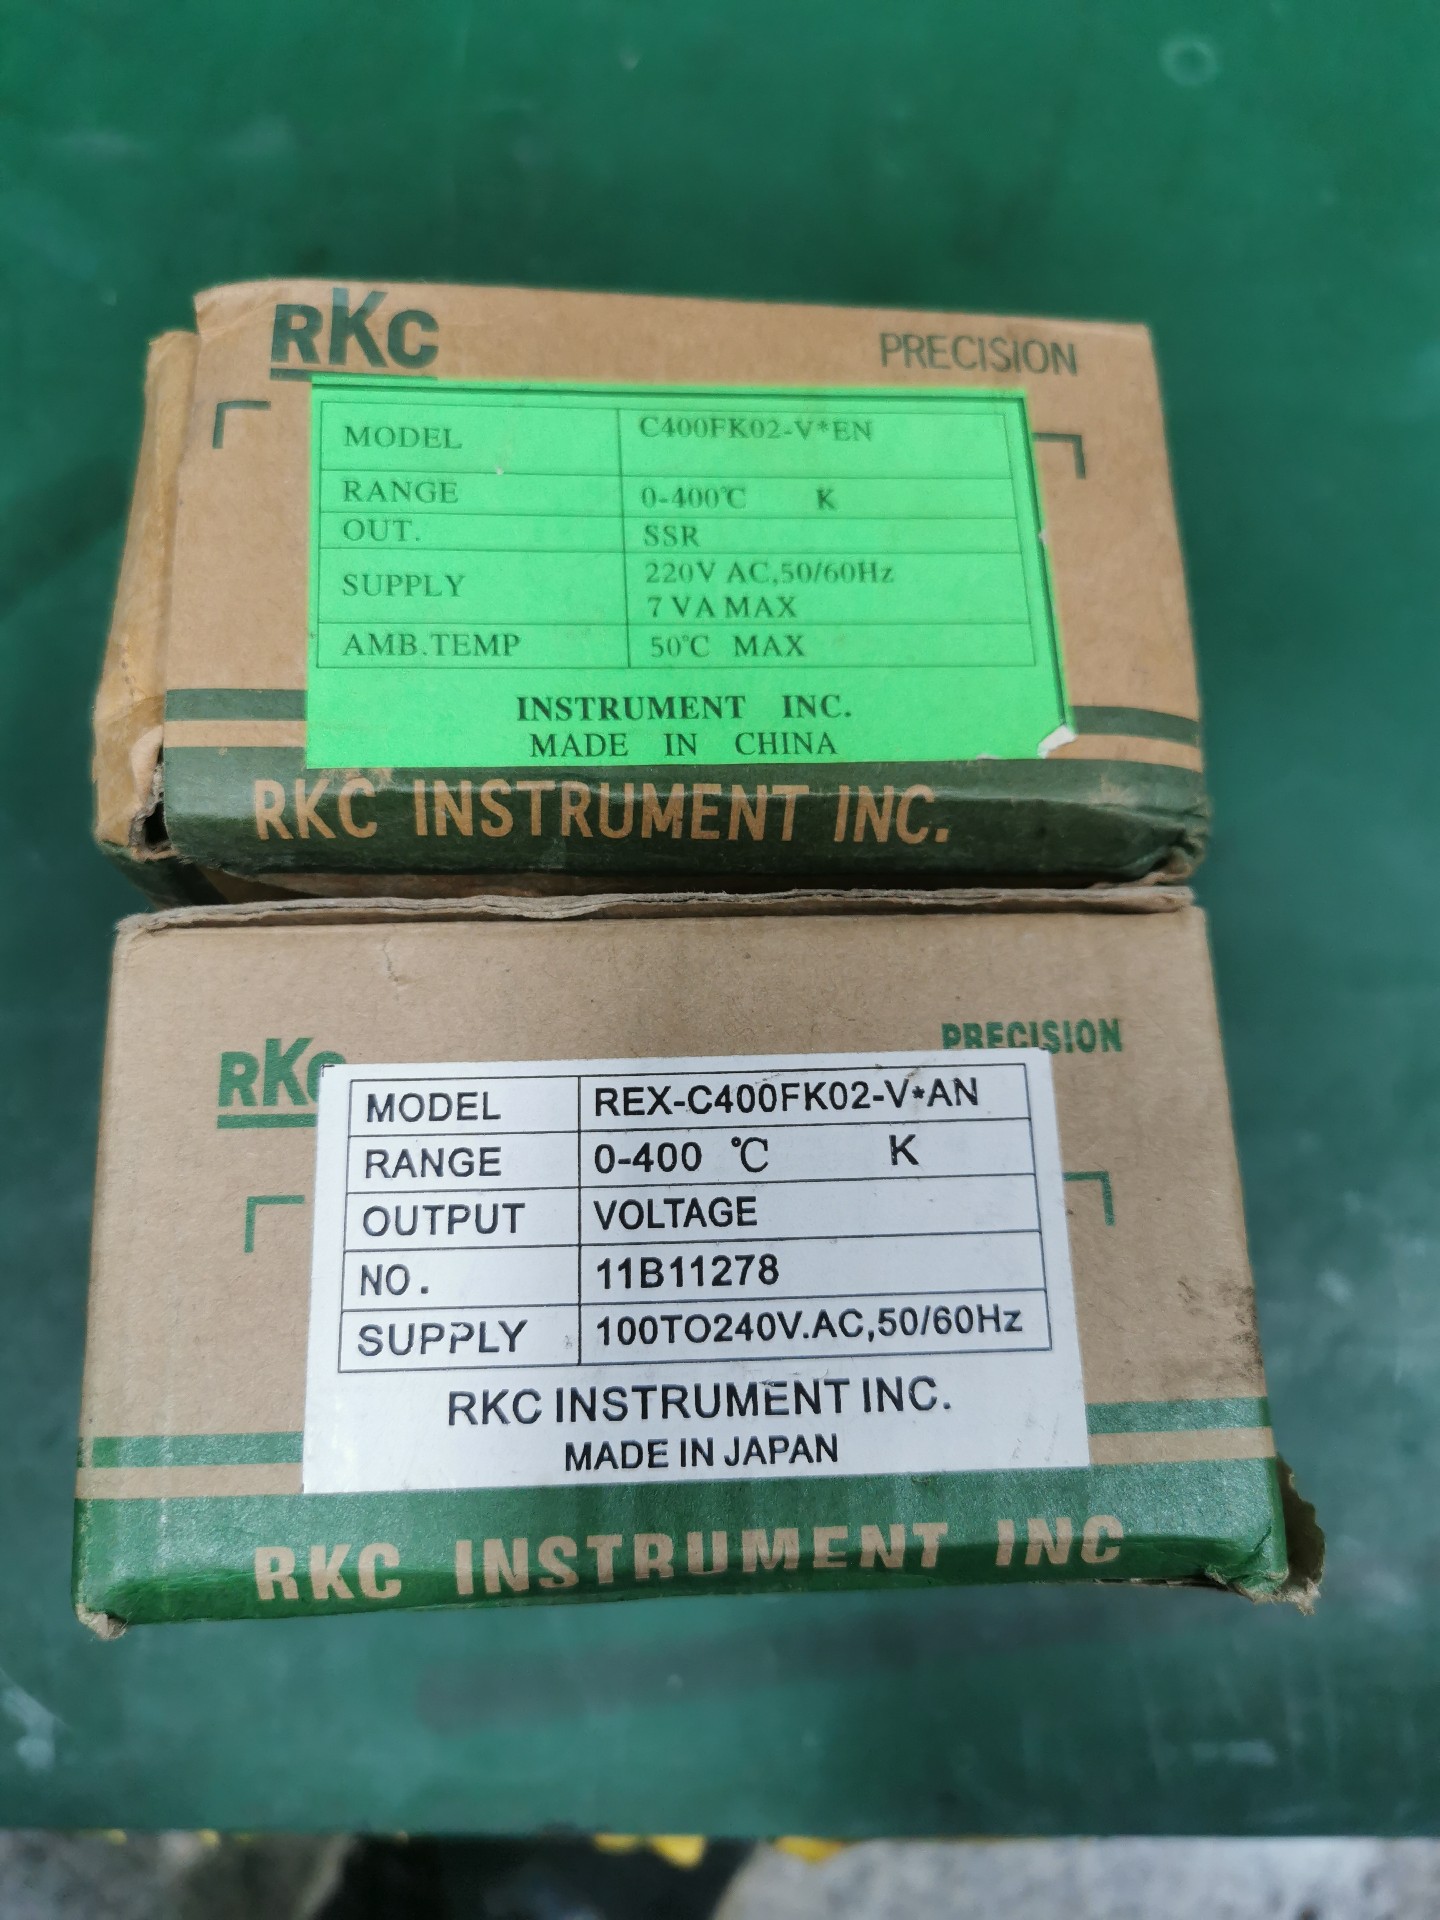 RKC PRECISION
MODEL C400FK02-V*EN
RANGE 0-400℃ K
OUT. SSR
SUPPLY 220V AC,50/60Hz
7 VA MAX
AMB.TEMP 50℃ MAX
INSTRUMENT INC.
MADE IN CHINA
RKC INSTRUMENT INC.
RKC PRECISION
MODEL REX-C400FK02-V*AN
RANGE 0-400 ℃ K
OUTPUT VOLTAGE
NO. 11B11278
SUPPLY 100TO240V.AC,50/60Hz
RKC INSTRUMENT INC.
MADE IN JAPAN
RKC INSTRUMENT INC